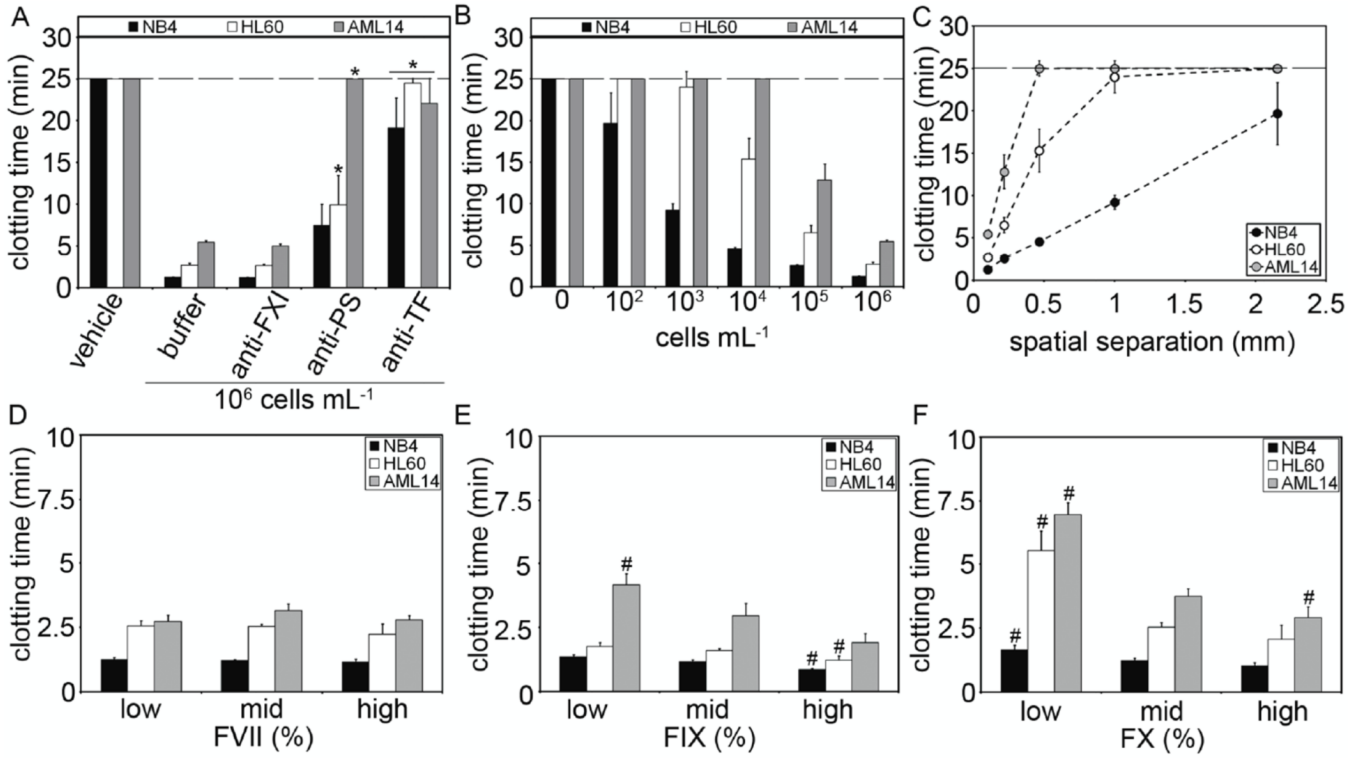 A
NB4 HL60 AML14
clotting time (min)
30
25
20
15
10
5
0
* * * 
vehicle
buffer
anti-FXI
anti-PS
anti-TF
10⁶ cells mL⁻¹
B
NB4 HL60 AML14
clotting time (min)
30
25
20
15
10
5
0
0 10² 10³ 10⁴ 10⁵ 10⁶
cells mL⁻¹
C
clotting time (min)
30
25
20
15
10
5
0
NB4
HL60
AML14
0 0.5 1 1.5 2 2.5
spatial separation (mm)
D
clotting time (min)
10
7.5
5
2.5
0
NB4
HL60
AML14
low mid high
FVII (%)
E
clotting time (min)
10
7.5
5
2.5
0
NB4
HL60
AML14
#
# #
low mid high
FIX (%)
F
clotting time (min)
10
7.5
5
2.5
0
NB4
HL60
AML14
# # #
#
low mid high
FX (%)